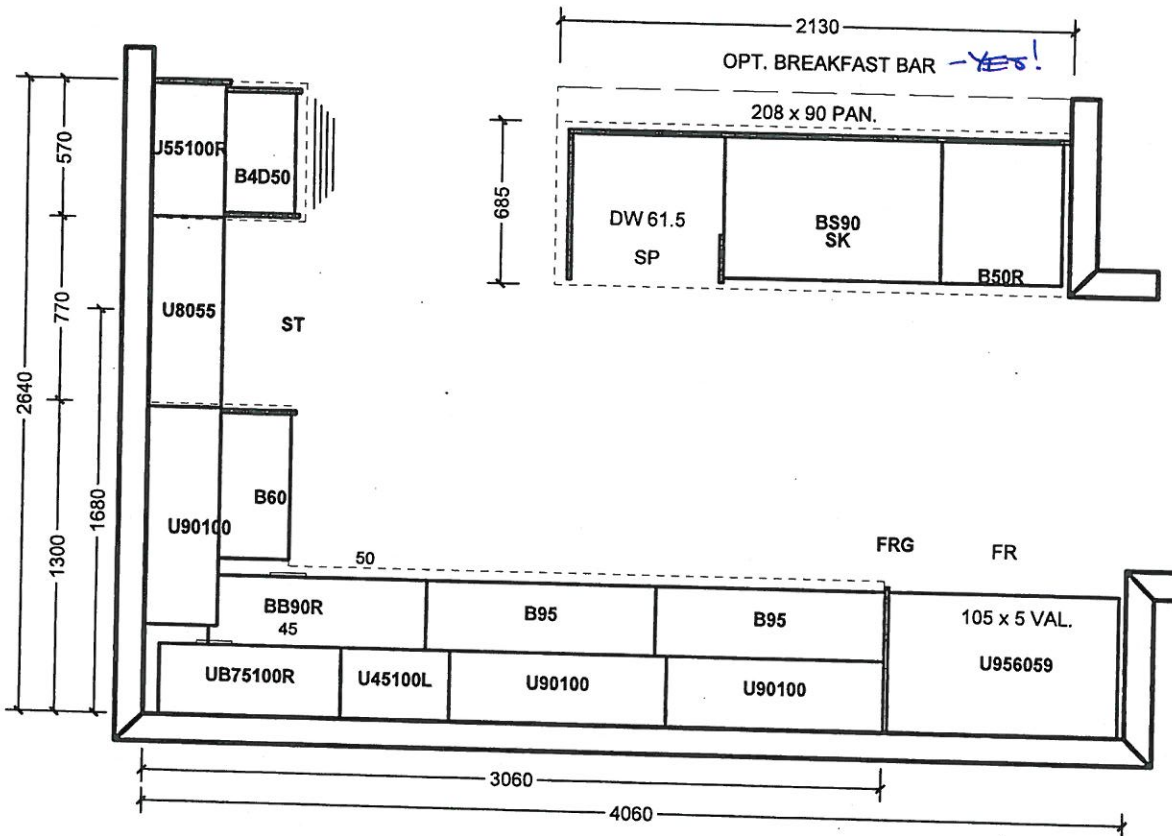 2130
OPT. BREAKFAST BAR -YES!
208 x 90 PAN.
570
U55100R
B4D50
685
DW 61.5
SP
BS90
SK
B50R
770
U8055
ST
2640
1680
1300
U90100
B60
50
FRG
FR
BB90R
45
B95
B95
105 x 5 VAL.
U956059
UB75100R
U45100L
U90100
U90100
3060
4060